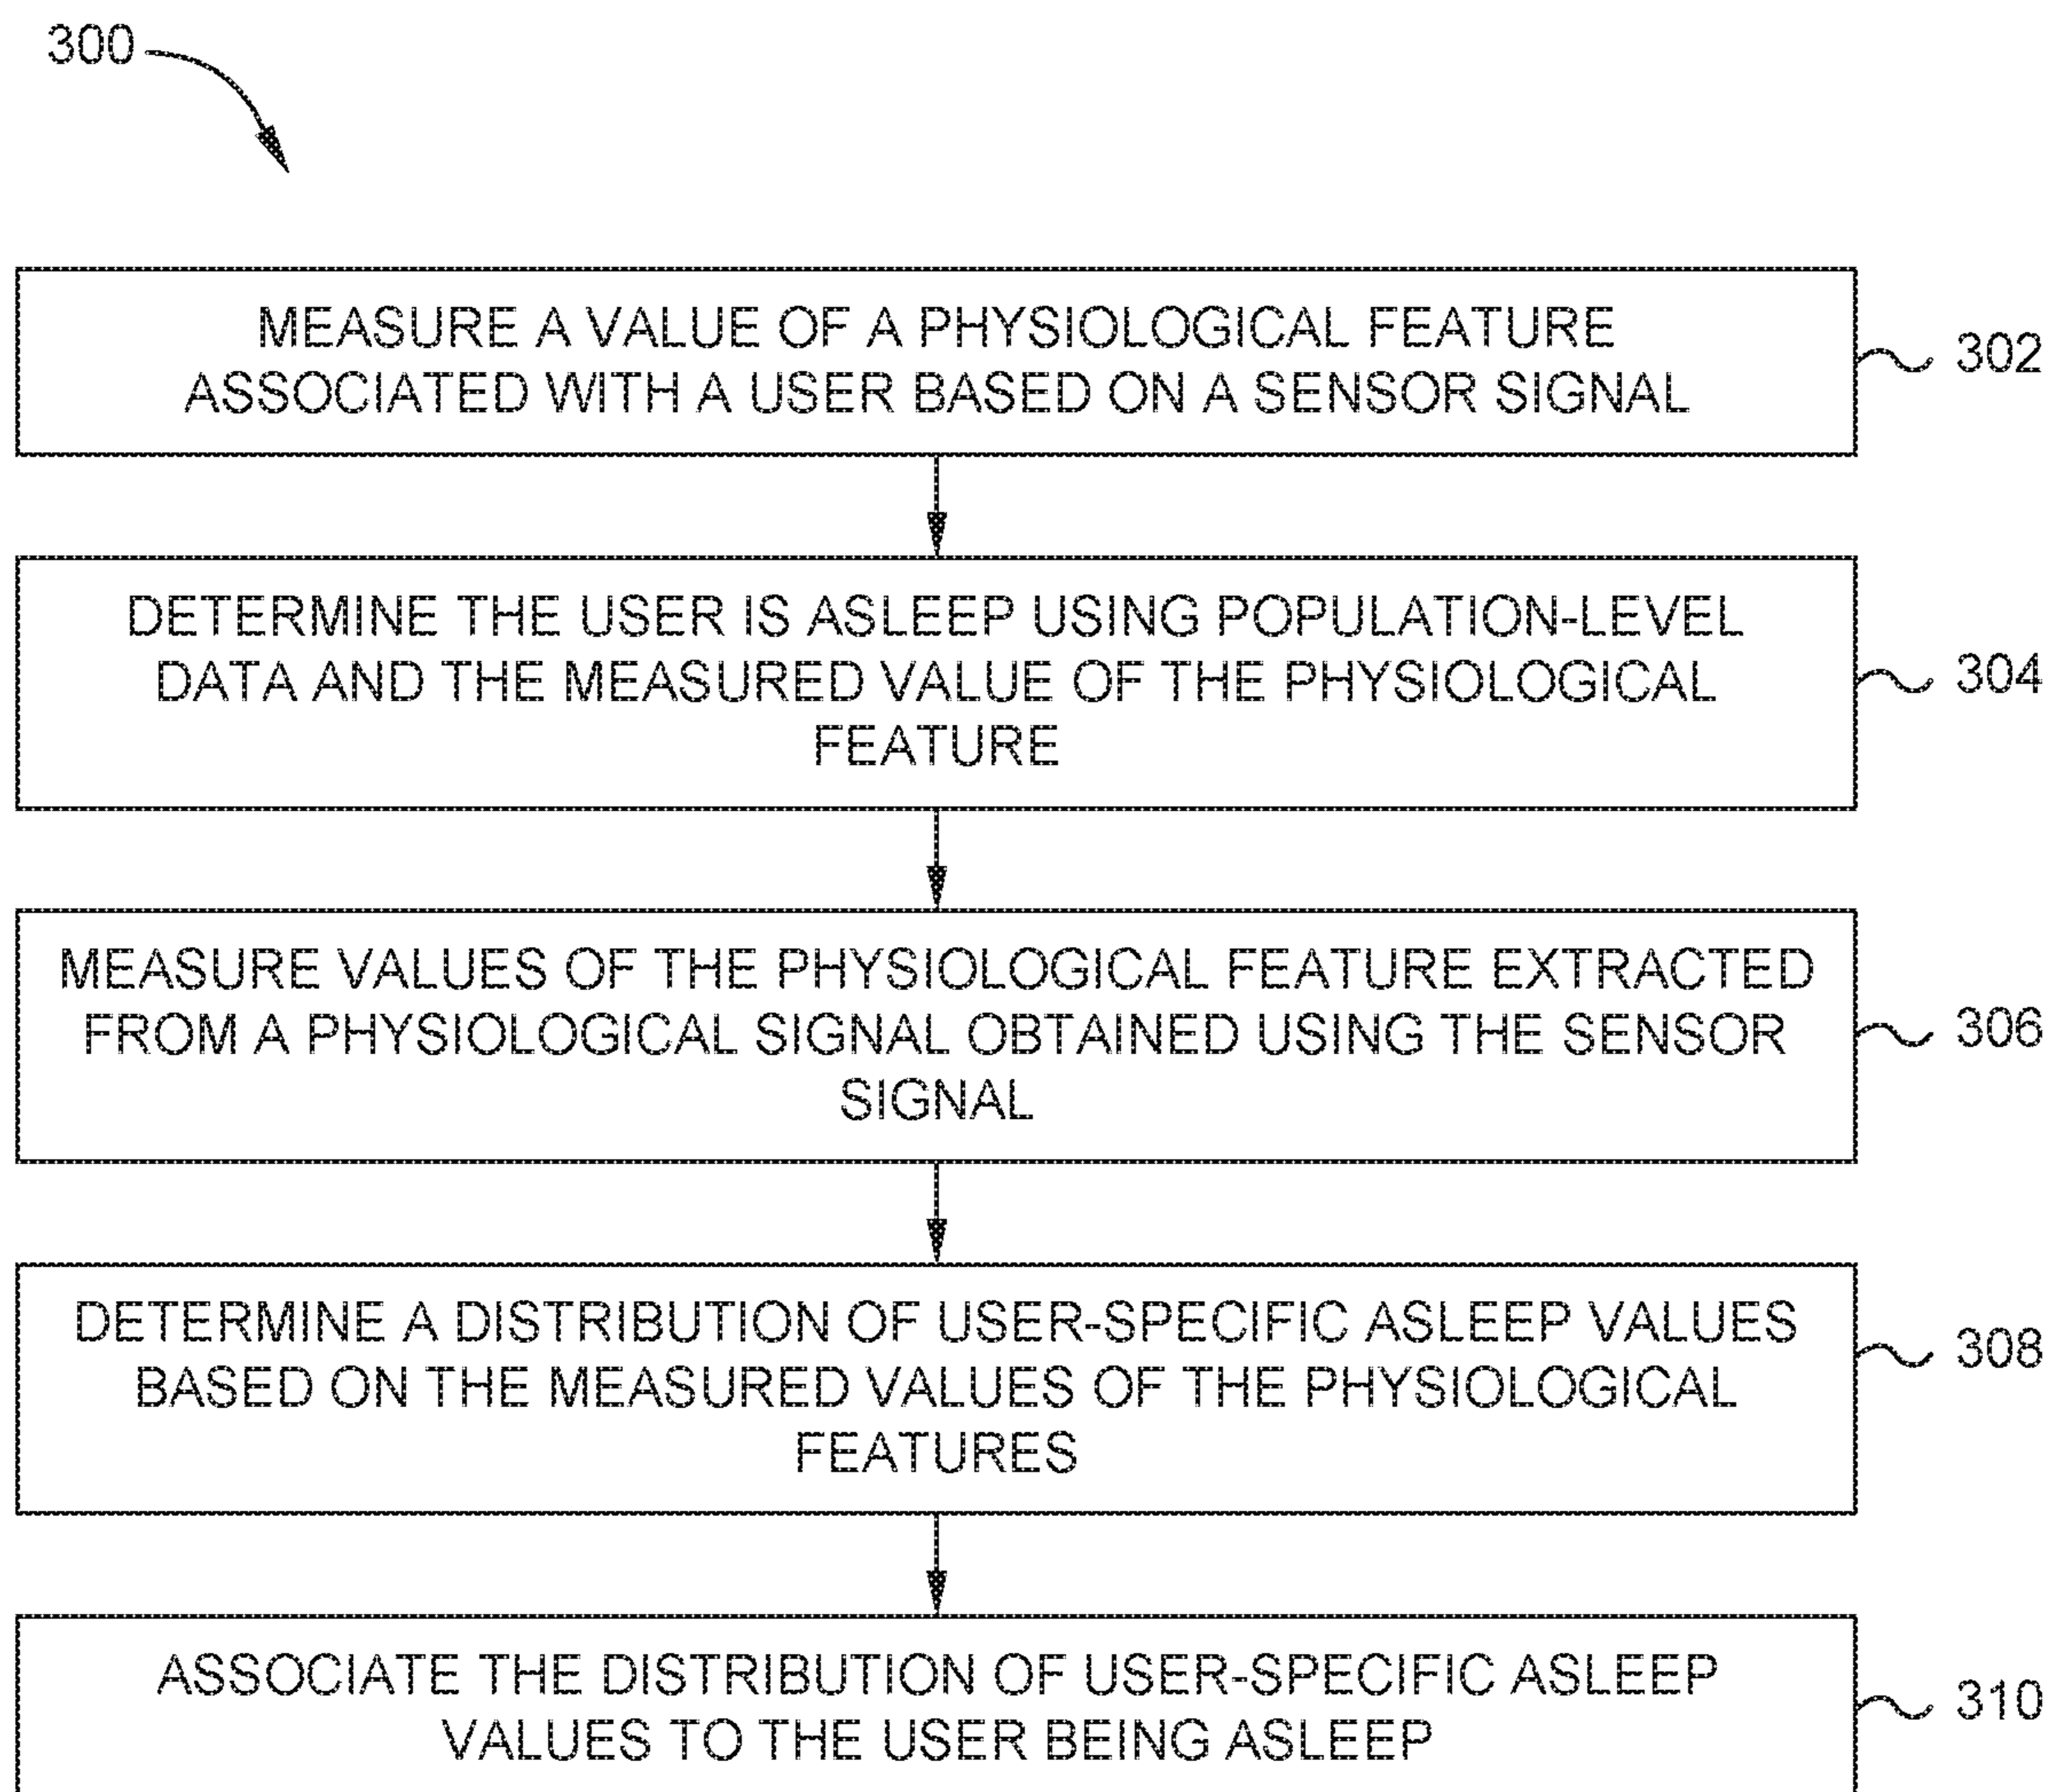 300
MEASURE A VALUE OF A PHYSIOLOGICAL FEATURE
ASSOCIATED WITH A USER BASED ON A SENSOR SIGNAL
302
DETERMINE THE USER IS ASLEEP USING POPULATION-LEVEL
DATA AND THE MEASURED VALUE OF THE PHYSIOLOGICAL
FEATURE
304
MEASURE VALUES OF THE PHYSIOLOGICAL FEATURE EXTRACTED
FROM A PHYSIOLOGICAL SIGNAL OBTAINED USING THE SENSOR
SIGNAL
306
DETERMINE A DISTRIBUTION OF USER-SPECIFIC ASLEEP VALUES
BASED ON THE MEASURED VALUES OF THE PHYSIOLOGICAL
FEATURES
308
ASSOCIATE THE DISTRIBUTION OF USER-SPECIFIC ASLEEP
VALUES TO THE USER BEING ASLEEP
310